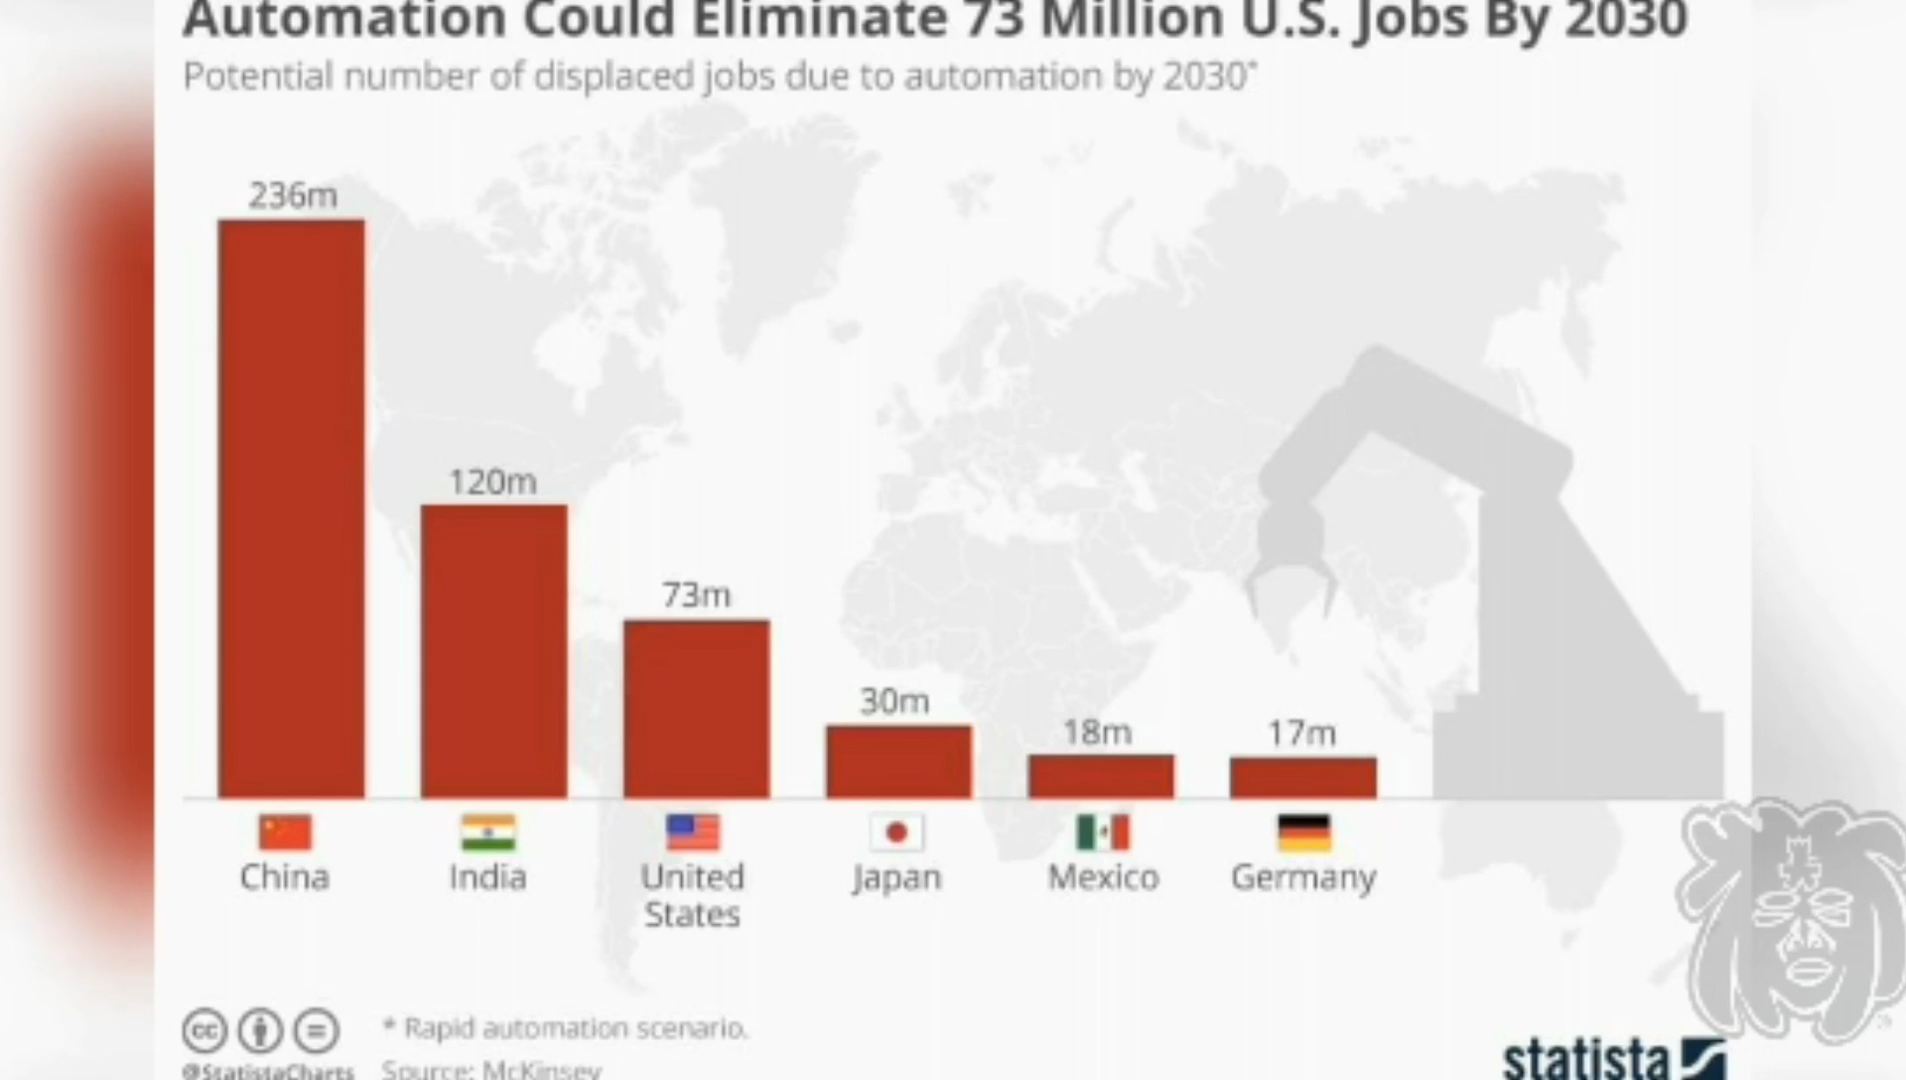 Automation Could Eliminate 73 Million U.S. Jobs By 2030
Potential number of displaced jobs due to automation by 2030*
236m
120m
73m
30m
18m
17m
China
India
United
States
Japan
Mexico
Germany
cc
* Rapid automation scenario.
@StatistaCharts
Source: McKinsey
statista